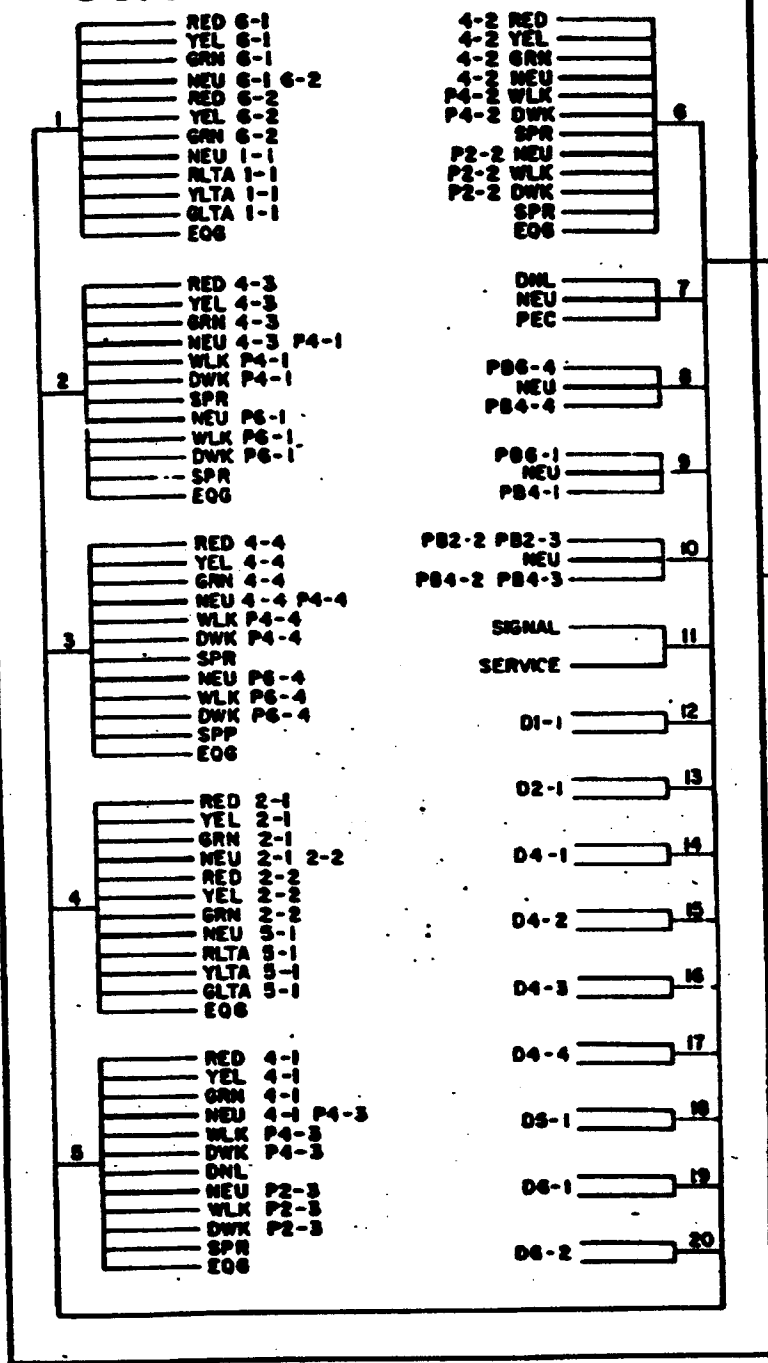 1
RED 6-1
YEL 6-1
GRN 6-1
NEU 6-1 6-2
RED 6-2
YEL 6-2
GRN 6-2
NEU 1-1
RLTA 1-1
YLTA 1-1
GLTA 1-1
EQG
2
RED 4-3
YEL 4-3
GRN 4-3
NEU 4-3 P4-1
WLK P4-1
DWK P4-1
SPR
NEU P6-1
WLK P6-1
DWK P6-1
SPR
EQG
3
RED 4-4
YEL 4-4
GRN 4-4
NEU 4-4 P4-4
WLK P4-4
DWK P4-4
SPR
NEU P6-4
WLK P6-4
DWK P6-4
SPP
EQG
4
RED 2-1
YEL 2-1
GRN 2-1
NEU 2-1 2-2
RED 2-2
YEL 2-2
GRN 2-2
NEU 5-1
RLTA 5-1
YLTA 5-1
GLTA 5-1
EQG
5
RED 4-1
YEL 4-1
GRN 4-1
NEU 4-1 P4-3
WLK P4-3
DWK P4-3
DNL
NEU P2-3
WLK P2-3
DWK P2-3
SPR
EQG
4-2 RED
4-2 YEL
4-2 GRN
4-2 NEU
P4-2 WLK
P4-2 DWK
SPR
P2-2 NEU
P2-2 WLK
P2-2 DWK
SPR
EQG
6
DNL
NEU
PEC
7
PB6-4
NEU
PB4-4
8
PB6-1
NEU
PB4-1
9
PB2-2 PB2-3
NEU
PB4-2 PB4-3
10
SIGNAL
SERVICE
11
D1-1 12
D2-1 13
D4-1 14
D4-2 15
D4-3 16
D4-4 17
D5-1 18
D6-1 19
D6-2 20